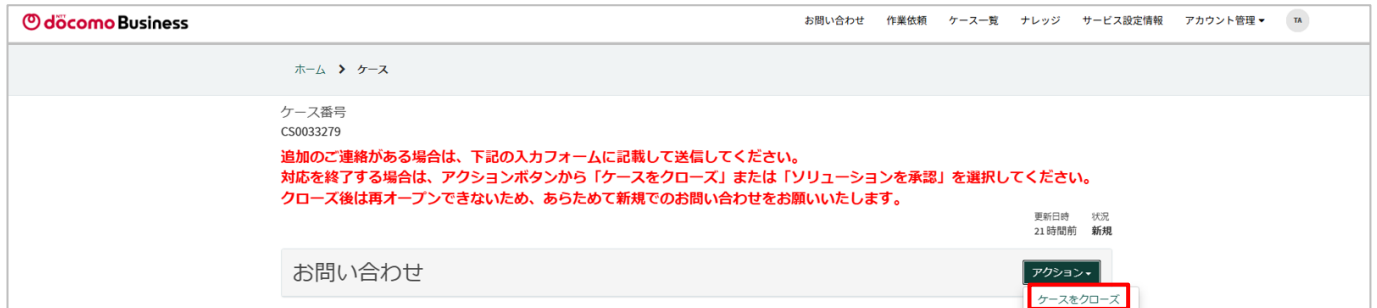 NTT docomo Business お問い合わせ 作業依頼 ケース一覧 ナレッジ サービス設定情報 アカウント管理 TA
ホーム > ケース
ケース番号
CS0033279
追加のご連絡がある場合は、下記の入力フォームに記載して送信してください。
対応を終了する場合は、アクションボタンから「ケースをクローズ」または「ソリューションを承認」を選択してください。
クローズ後は再オープンできないため、あらためて新規でのお問い合わせをお願いいたします。
更新日時 状況
21時間前 新規
お問い合わせ アクション
ケースをクローズ